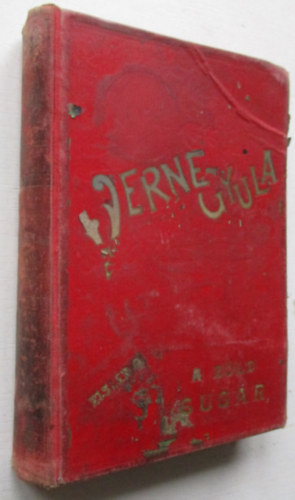 VERNE GYULA
A ZÖLD
SUGÁR